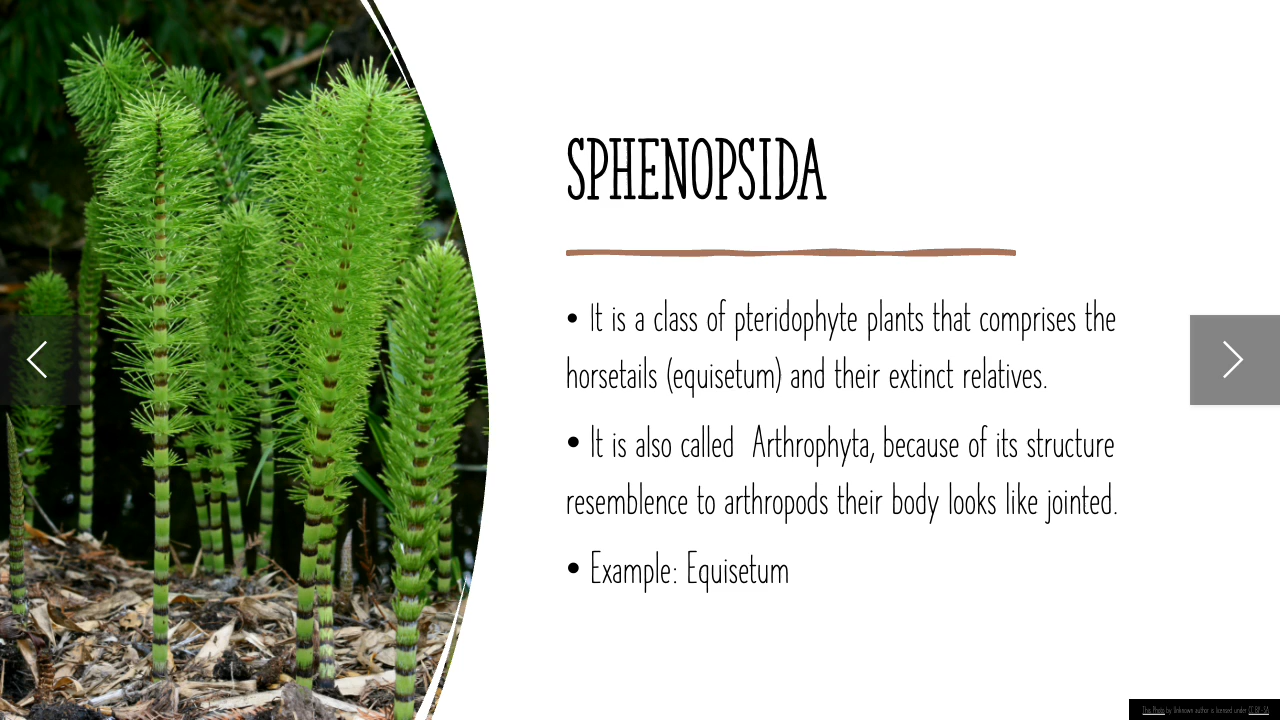 SPHENOPSIDA
• It is a class of pteridophyte plants that comprises the
horsetails (equisetum) and their extinct relatives.
• It is also called  Arthrophyta, because of its structure
resemblence to arthropods their body looks like jointed.
• Example: Equisetum
This Photo by Unknown author is licensed under CC BY-SA.